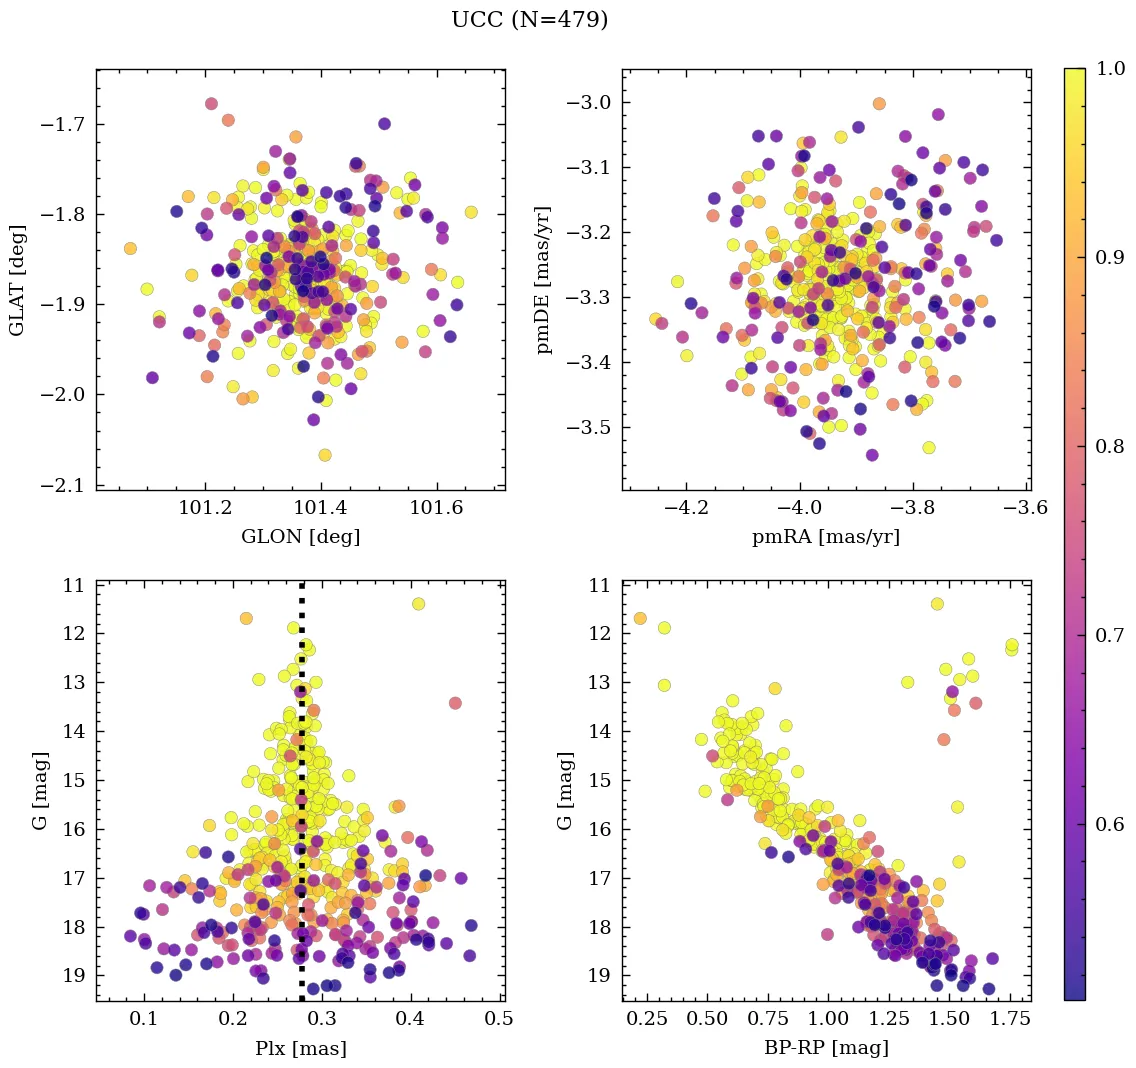 UCC (N=479)
−1.7
−1.8
−1.9
−2.0
−2.1
GLAT [deg]
101.2 101.4 101.6
GLON [deg]
−3.0
−3.1
−3.2
−3.3
−3.4
−3.5
pmDE [mas/yr]
−4.2 −4.0 −3.8 −3.6
pmRA [mas/yr]
11
12
13
14
15
16
17
18
19
G [mag]
0.1 0.2 0.3 0.4 0.5
Plx [mas]
11
12
13
14
15
16
17
18
19
G [mag]
0.25 0.50 0.75 1.00 1.25 1.50 1.75
BP-RP [mag]
1.0
0.9
0.8
0.7
0.6